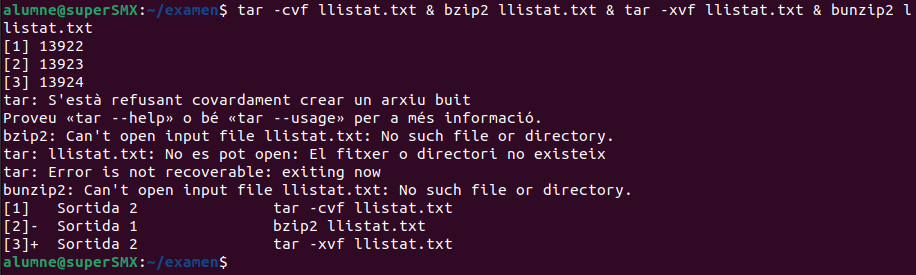 alumne@superSMX:~/examen$ tar -cvf llistat.txt & bzip2 llistat.txt & tar -xvf llistat.txt & bunzip2 l
listat.txt
[1] 13922
[2] 13923
[3] 13924
tar: S'està refusant covardament crear un arxiu buit
Proveu «tar --help» o bé «tar --usage» per a més informació.
bzip2: Can't open input file llistat.txt: No such file or directory.
tar: llistat.txt: No es pot open: El fitxer o directori no existeix
tar: Error is not recoverable: exiting now
bunzip2: Can't open input file llistat.txt: No such file or directory.
[1]   Sortida 2               tar -cvf llistat.txt
[2]-  Sortida 1               bzip2 llistat.txt
[3]+  Sortida 2               tar -xvf llistat.txt
alumne@superSMX:~/examen$